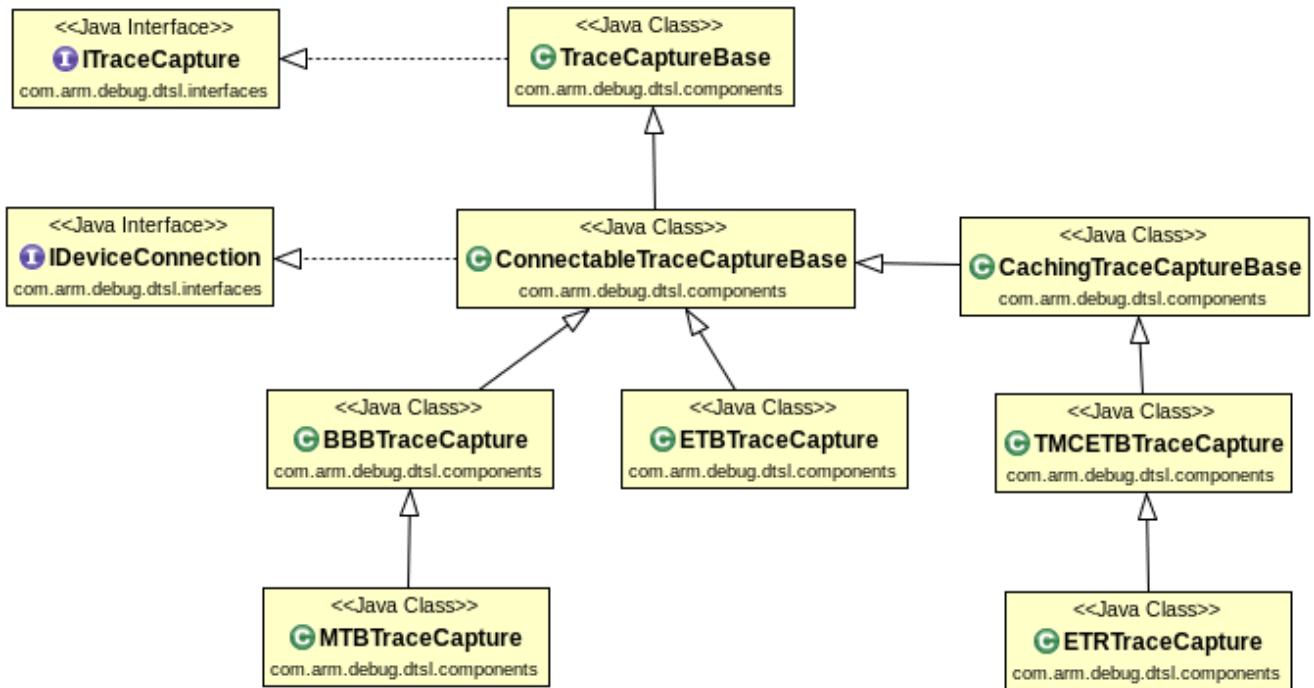 <<Java Interface>>
ITraceCapture
com.arm.debug.dtsl.interfaces
<<Java Class>>
TraceCaptureBase
com.arm.debug.dtsl.components
<<Java Interface>>
IDeviceConnection
com.arm.debug.dtsl.interfaces
<<Java Class>>
ConnectableTraceCaptureBase
com.arm.debug.dtsl.components
<<Java Class>>
CachingTraceCaptureBase
com.arm.debug.dtsl.components
<<Java Class>>
BBBTraceCapture
com.arm.debug.dtsl.components
<<Java Class>>
ETBTraceCapture
com.arm.debug.dtsl.components
<<Java Class>>
TMCETBTraceCapture
com.arm.debug.dtsl.components
<<Java Class>>
MTBTraceCapture
com.arm.debug.dtsl.components
<<Java Class>>
ETRTraceCapture
com.arm.debug.dtsl.components